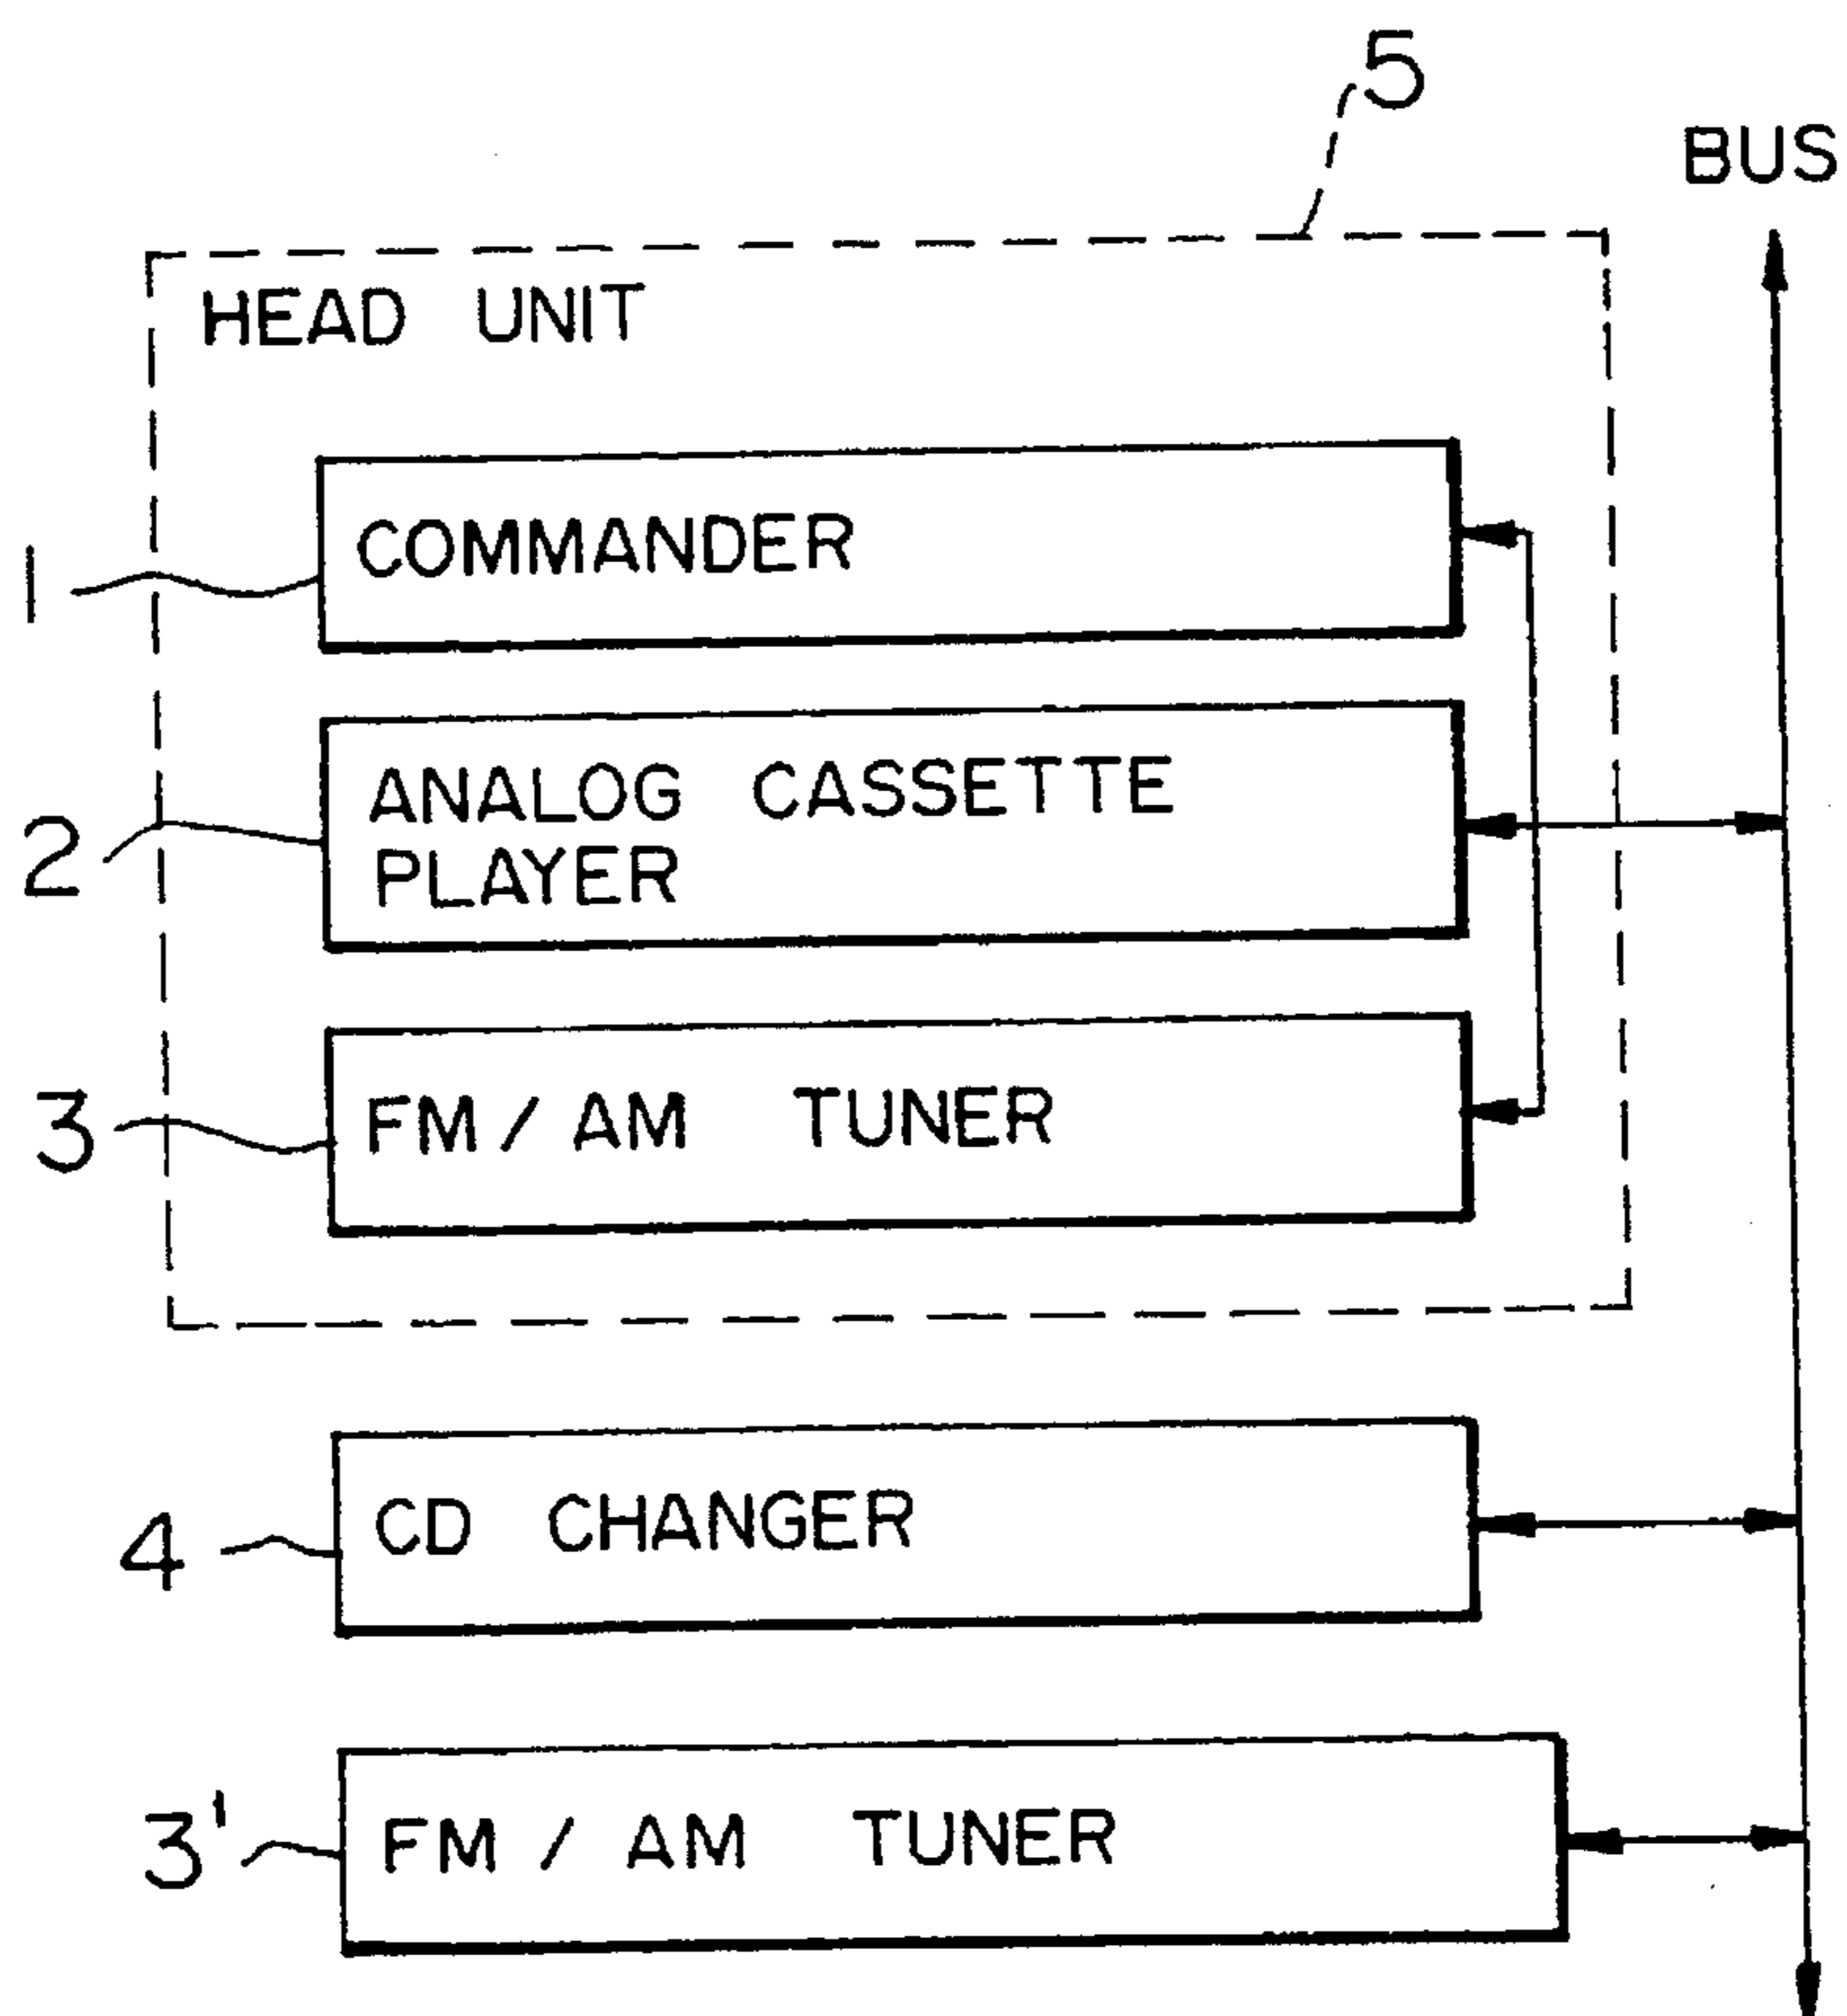 5
BUS
HEAD UNIT
1
COMMANDER
2
ANALOG CASSETTE
PLAYER
3
FM / AM TUNER
4
CD CHANGER
3'
FM / AM TUNER